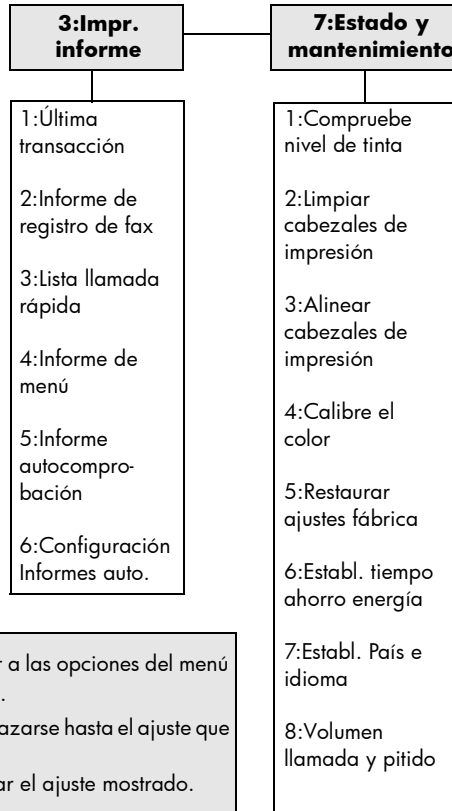 3:Impr.
informe
1:Última
transacción
2:Informe de
registro de fax
3:Lista llamada
rápida
4:Informe de
menú
5:Informe
autocompro-
bación
6:Configuración
Informes auto.
7:Estado y
mantenimiento
1:Compruebe
nivel de tinta
2:Limpiar
cabezales de
impresión
3:Alinear
cabezales de
impresión
4:Calibre el
color
5:Restaurar
ajustes fábrica
6:Establ. tiempo
ahorro energía
7:Establ. País e
idioma
8:Volumen
llamada y pitido
a las opciones del menú
.
hasta el ajuste que
el ajuste mostrado.